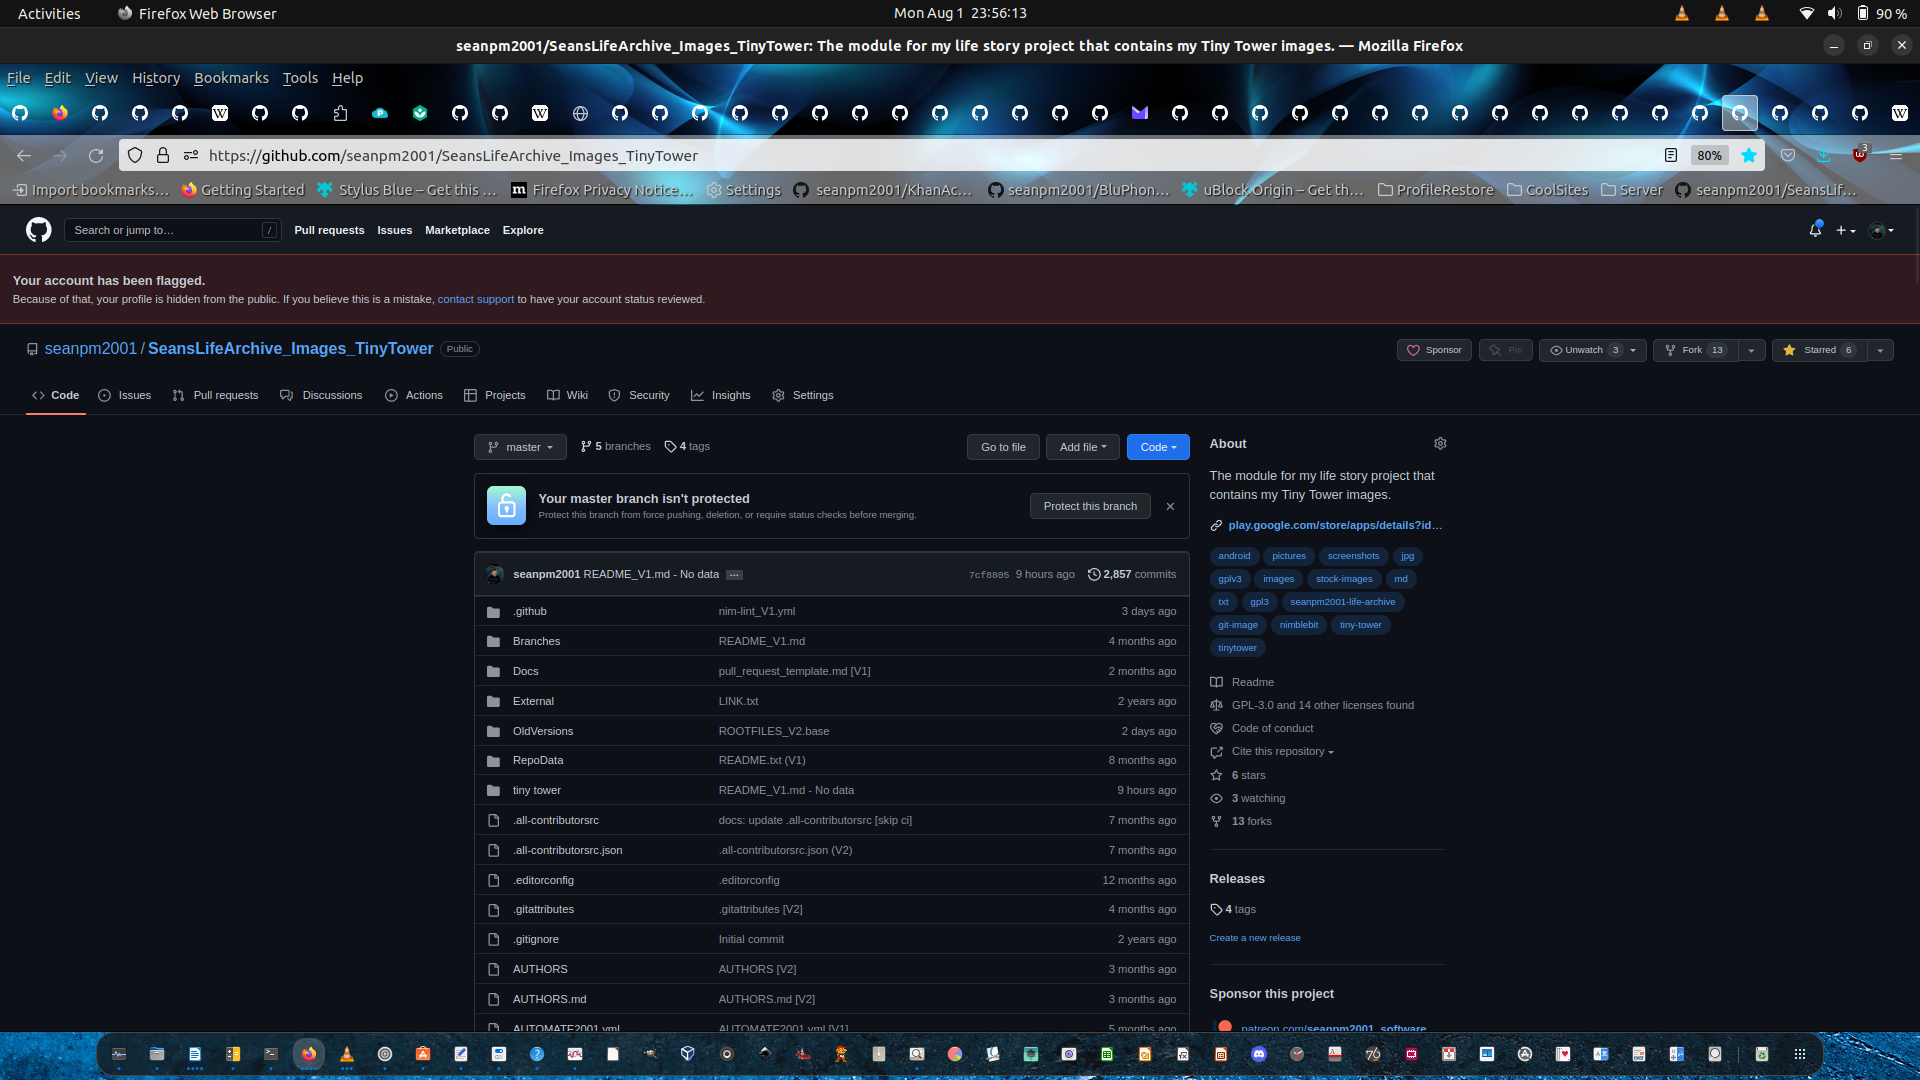 Activities Firefox Web Browser Mon Aug 1 23:56:13 90 %
seanpm2001/SeansLifeArchive_Images_TinyTower: The module for my life story project that contains my Tiny Tower images. — Mozilla Firefox
File Edit View History Bookmarks Tools Help
https://github.com/seanpm2001/SeansLifeArchive_Images_TinyTower 80% 3
Import bookmarks… Getting Started Stylus Blue – Get this … Firefox Privacy Notice… Settings seanpm2001/KhanAc… seanpm2001/BluPhon… uBlock Origin – Get th… ProfileRestore CoolSites Server seanpm2001/SeansLif…
Search or jump to… / Pull requests Issues Marketplace Explore
Your account has been flagged.
Because of that, your profile is hidden from the public. If you believe this is a mistake, contact support to have your account status reviewed.
seanpm2001 / SeansLifeArchive_Images_TinyTower Public Sponsor Pin Unwatch 3 Fork 13 Starred 6
Code Issues Pull requests Discussions Actions Projects Wiki Security Insights Settings
master 5 branches 4 tags Go to file Add file Code
Your master branch isn't protected
Protect this branch from force pushing, deletion, or require status checks before merging.
Protect this branch
seanpm2001 README_V1.md - No data … 7cf8805 9 hours ago 2,857 commits
.github nim-lint_V1.yml 3 days ago
Branches README_V1.md 4 months ago
Docs pull_request_template.md [V1] 2 months ago
External LINK.txt 2 years ago
OldVersions ROOTFILES_V2.base 2 days ago
RepoData README.txt (V1) 8 months ago
tiny tower README_V1.md - No data 9 hours ago
.all-contributorsrc docs: update .all-contributorsrc [skip ci] 7 months ago
.all-contributorsrc.json .all-contributorsrc.json (V2) 7 months ago
.editorconfig .editorconfig 12 months ago
.gitattributes .gitattributes [V2] 4 months ago
.gitignore Initial commit 2 years ago
AUTHORS AUTHORS [V2] 3 months ago
AUTHORS.md AUTHORS.md [V2] 3 months ago
AUTOMATE2001.yml AUTOMATE2001.yml [V1] 5 months ago
About
The module for my life story project that
contains my Tiny Tower images.
play.google.com/store/apps/details?id…
android pictures screenshots jpg
gplv3 images stock-images md
txt gpl3 seanpm2001-life-archive
git-image nimblebit tiny-tower
tinytower
Readme
GPL-3.0 and 14 other licenses found
Code of conduct
Cite this repository
6 stars
3 watching
13 forks
Releases
4 tags
Create a new release
Sponsor this project
patreon.com/seanpm2001_software